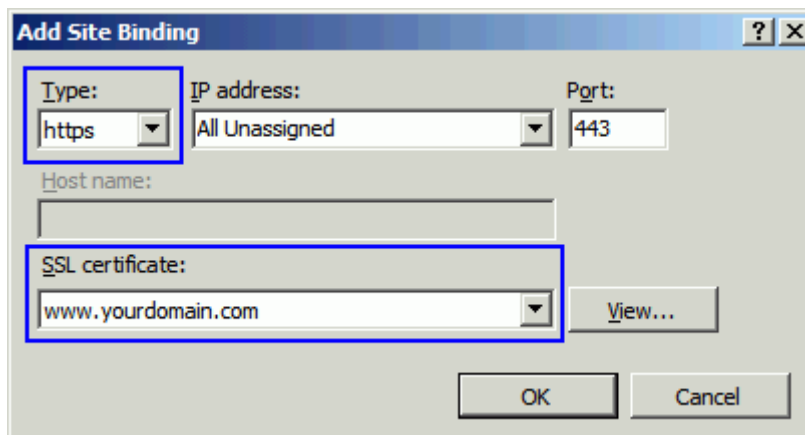 Add Site Binding
Type: IP address: Port:
https All Unassigned 443
Host name:
SSL certificate:
www.yourdomain.com View...
OK Cancel